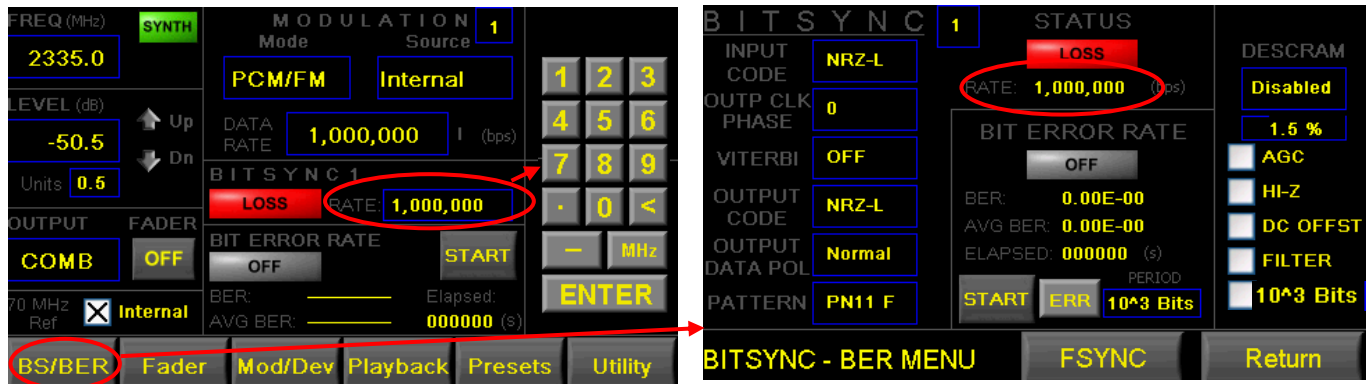 FREQ (MHz)
SYNTH
2335.0
LEVEL (dB)
Up
-50.5
Dn
Units 0.5
OUTPUT FADER
COMB OFF
70 MHz
Ref
Internal
MODULATION 1
Mode Source
PCM/FM Internal
DATA
RATE
1,000,000 I (bps)
BITSYNC 1
LOSS RATE: 1,000,000
BIT ERROR RATE
OFF
START
BER: Elapsed:
AVG BER: 000000 (s)
1 2 3
4 5 6
7 8 9
. 0 <
– MHz
ENTER
BS/BER Fader Mod/Dev Playback Presets Utility
BITSYNC 1
INPUT
CODE
NRZ-L
OUTP CLK
PHASE
0
VITERBI OFF
OUTPUT
CODE
NRZ-L
OUTPUT
DATA POL
Normal
PATTERN PN11 F
STATUS
LOSS
RATE: 1,000,000 (bps)
BIT ERROR RATE
OFF
BER: 0.00E-00
AVG BER: 0.00E-00
ELAPSED: 000000 (s)
PERIOD
START ERR 10^3 Bits
DESCRAM
Disabled
1.5 %
AGC
HI-Z
DC OFFST
FILTER
10^3 Bits
BITSYNC - BER MENU FSYNC Return